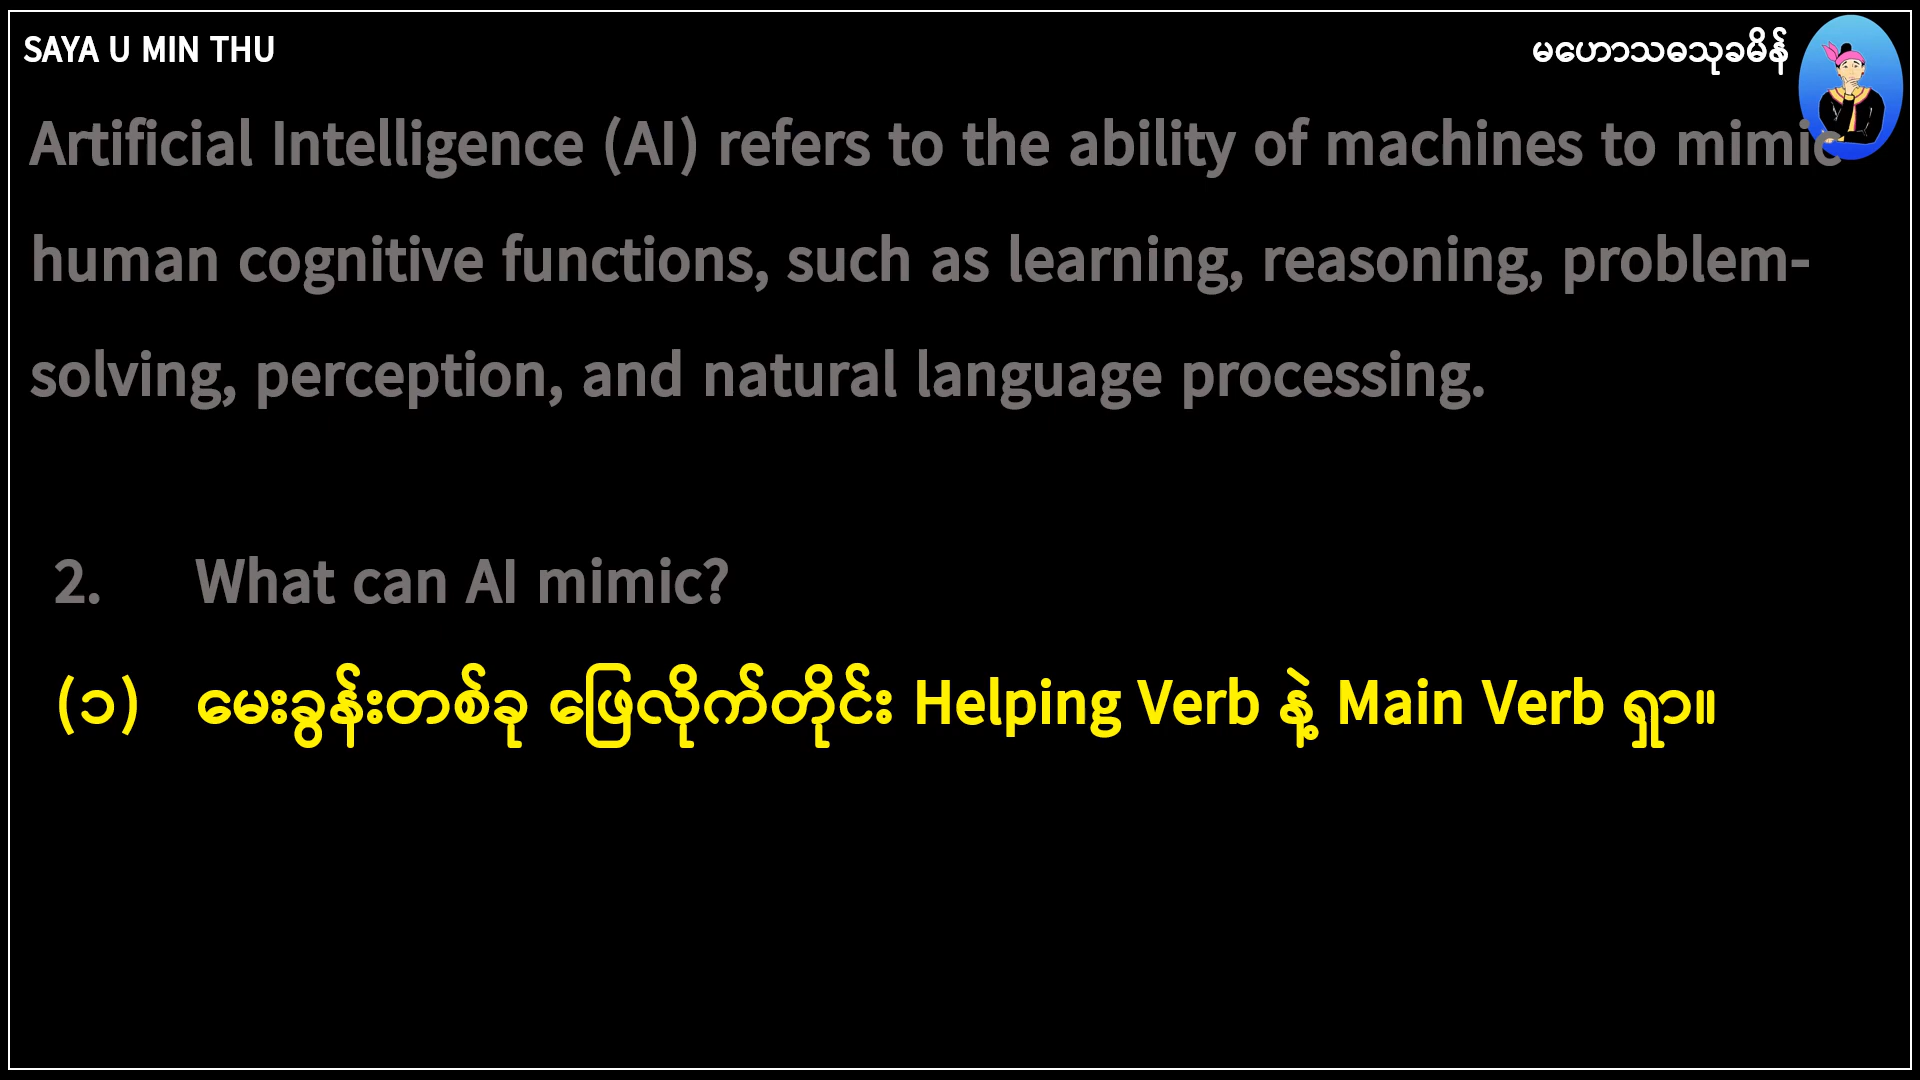 SAYA U MIN THU
မဟောသဓသုခမိန်
Artificial Intelligence (AI) refers to the ability of machines to mimic
human cognitive functions, such as learning, reasoning, problem-
solving, perception, and natural language processing.
2. What can AI mimic?
(၁) မေးခွန်းတစ်ခု ဖြေလိုက်တိုင်း Helping Verb နဲ့ Main Verb ရှာ။